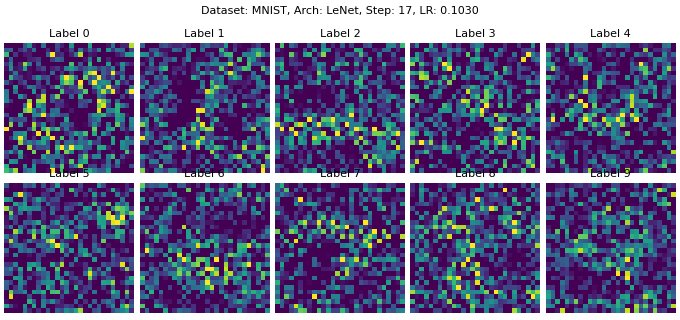 Dataset: MNIST, Arch: LeNet, Step: 17, LR: 0.1030
Label 0 Label 1 Label 2 Label 3 Label 4
Label 5 Label 6 Label 7 Label 8 Label 9